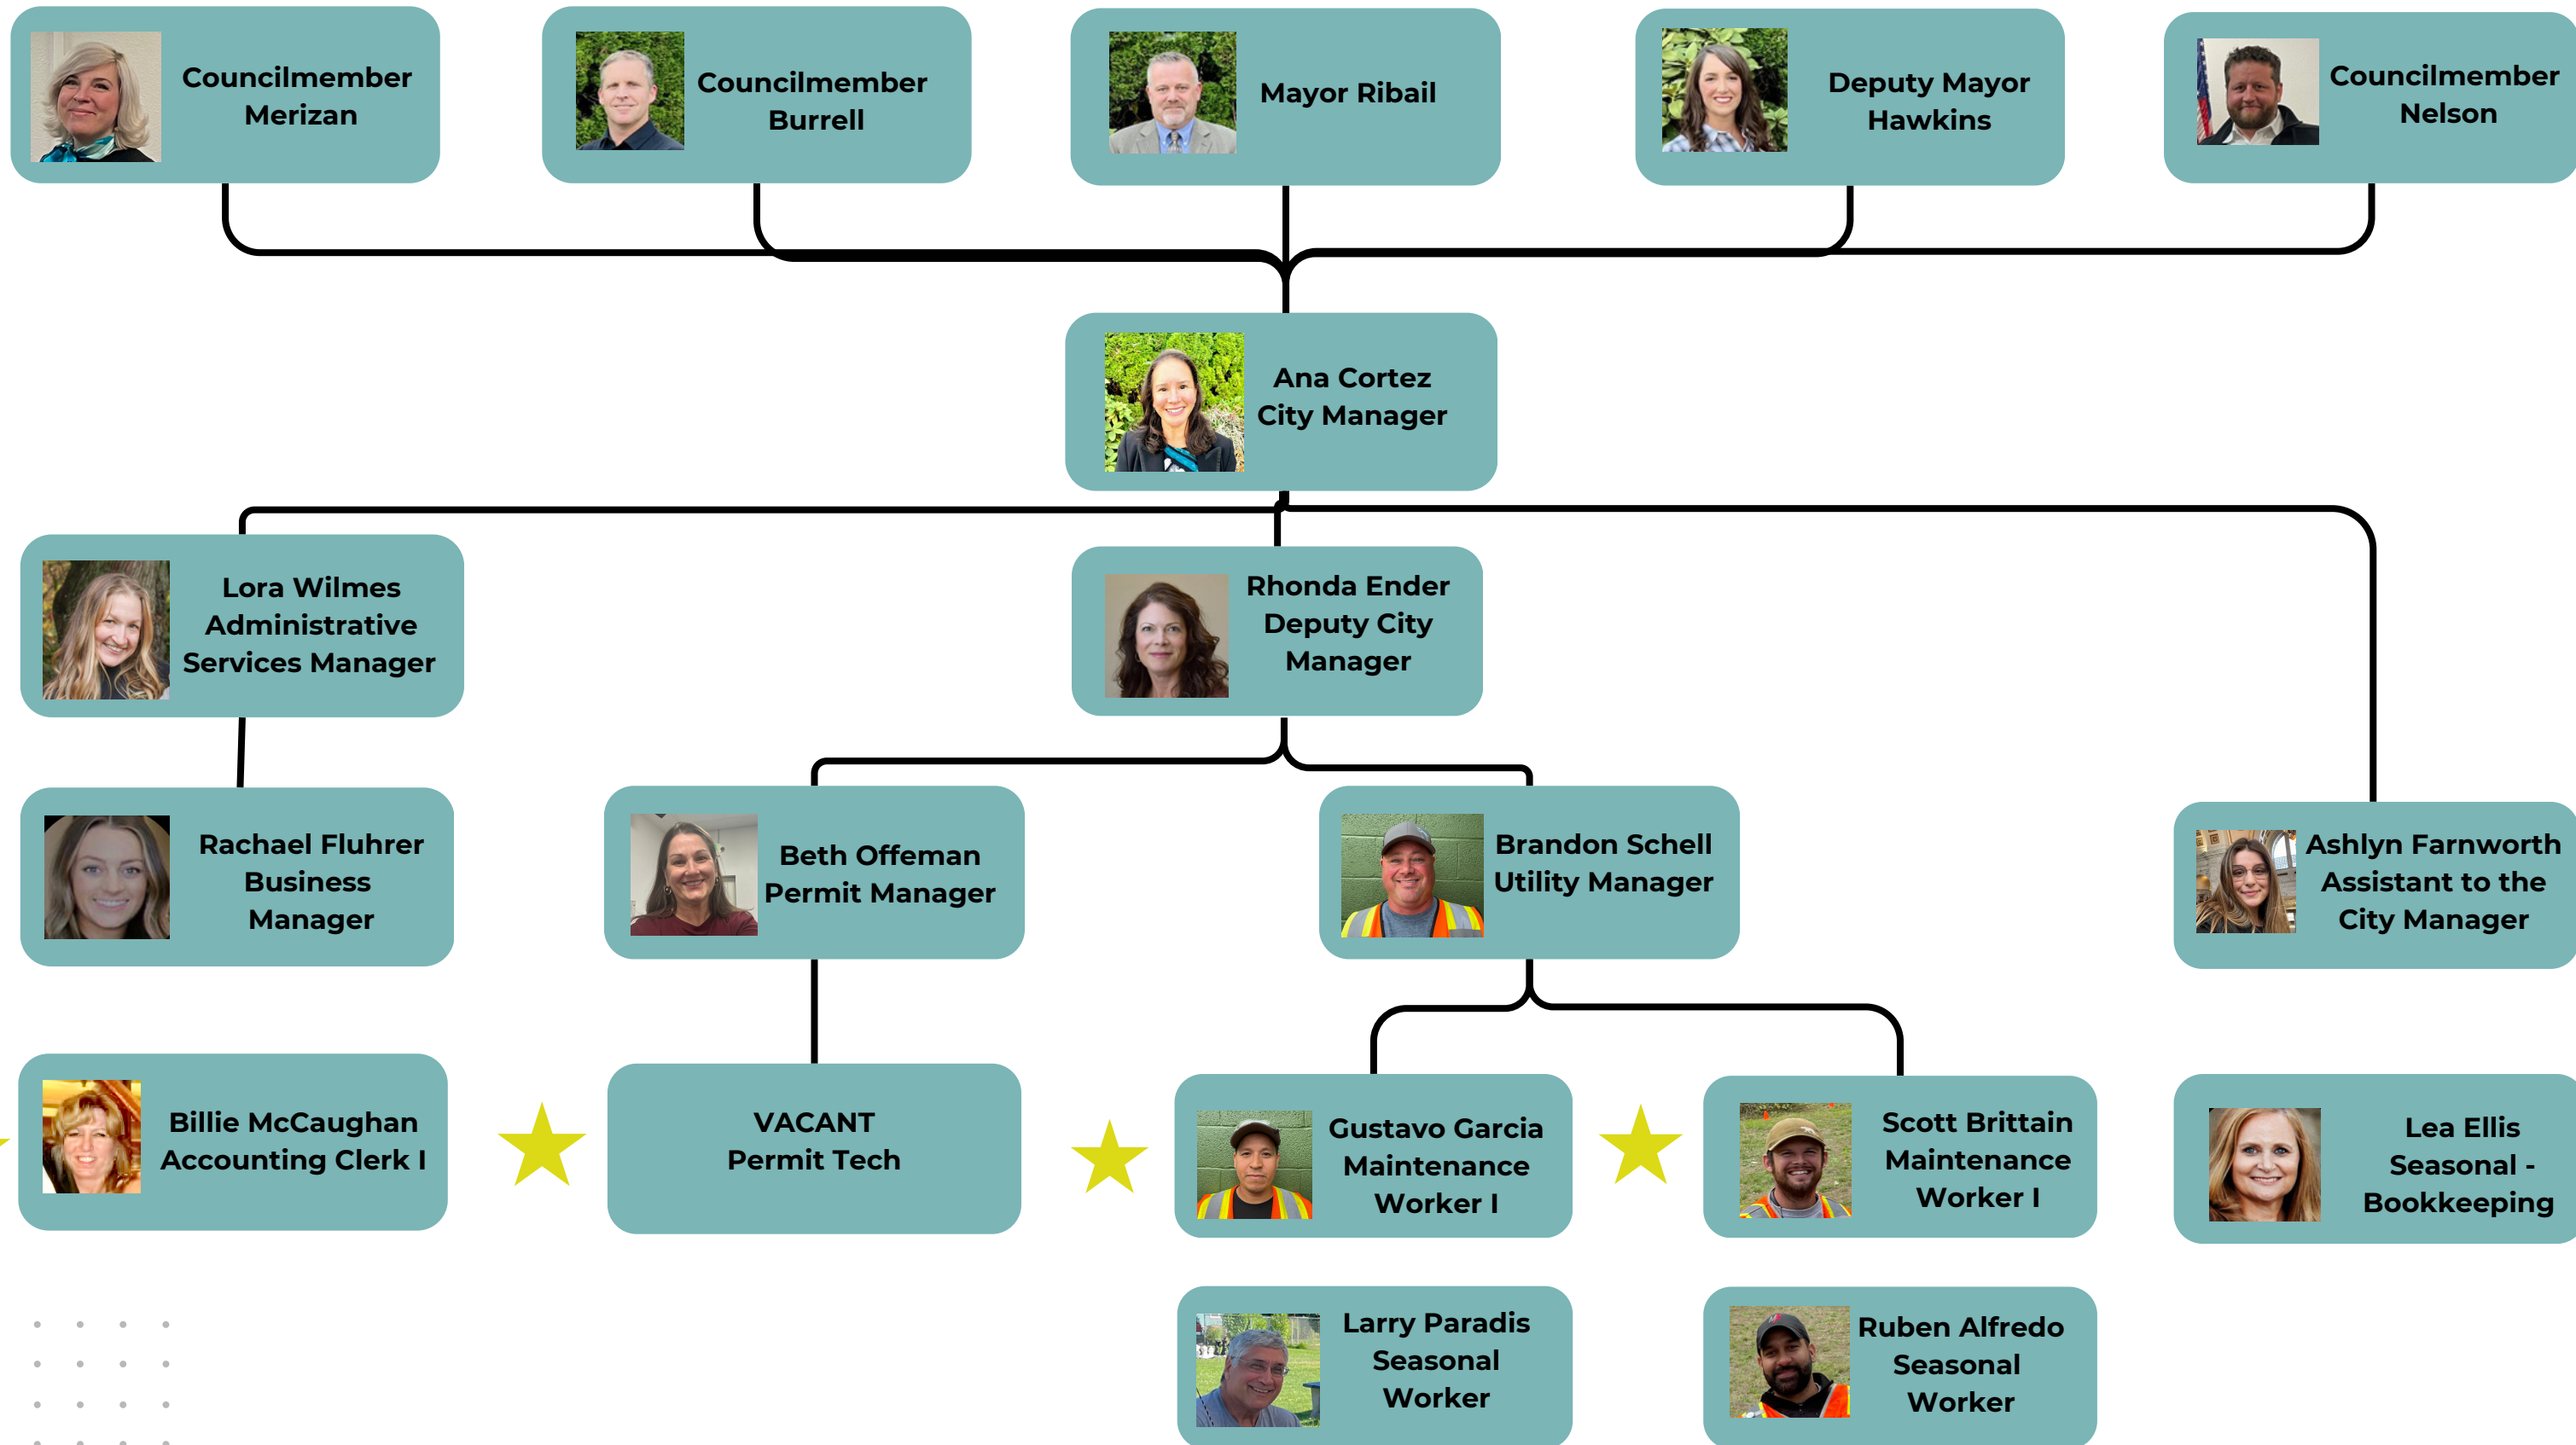 Councilmember
Merizan
Councilmember
Burrell
Mayor Ribail
Deputy Mayor
Hawkins
Councilmember
Nelson
Ana Cortez
City Manager
Lora Wilmes
Administrative
Services Manager
Rhonda Ender
Deputy City
Manager
Rachael Fluhrer
Business
Manager
Beth Offeman
Permit Manager
Brandon Schell
Utility Manager
Ashlyn Farnworth
Assistant to the
City Manager
Billie McCaughan
Accounting Clerk I
VACANT
Permit Tech
Gustavo Garcia
Maintenance
Worker I
Scott Brittain
Maintenance
Worker I
Lea Ellis
Seasonal -
Bookkeeping
Larry Paradis
Seasonal
Worker
Ruben Alfredo
Seasonal
Worker